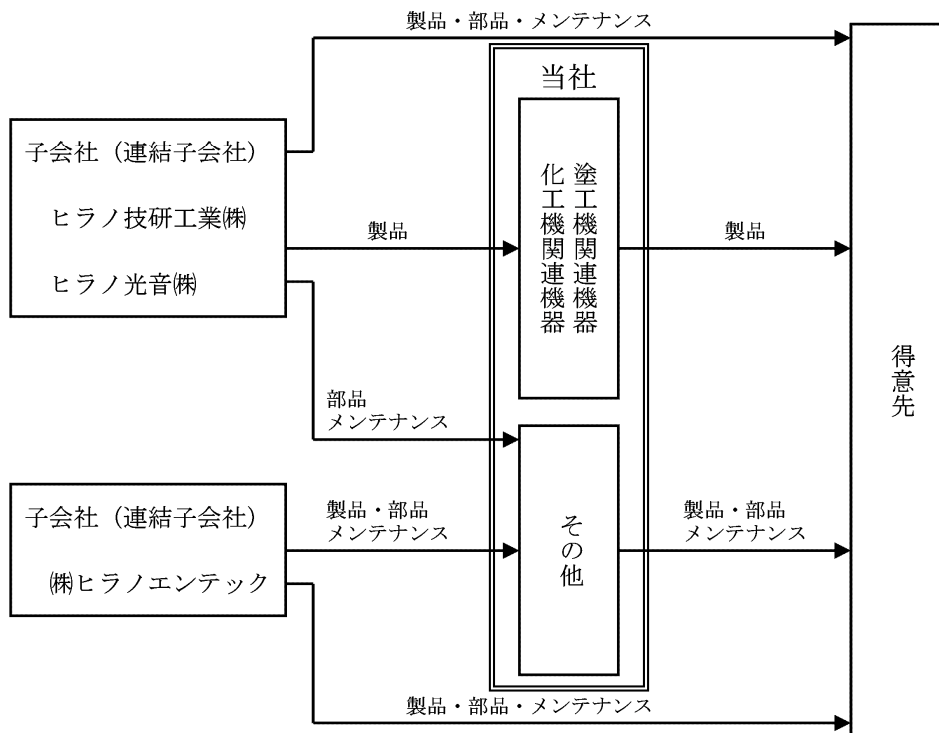 製品・部品・メンテナンス
当社
子会社（連結子会社）
ヒラノ技研工業㈱
ヒラノ光音㈱
製品
塗工機関連機器
化工機関連機器
製品
得意先
部品
メンテナンス
子会社（連結子会社）
㈱ヒラノエンテック
製品・部品
メンテナンス
その他
製品・部品
メンテナンス
製品・部品・メンテナンス